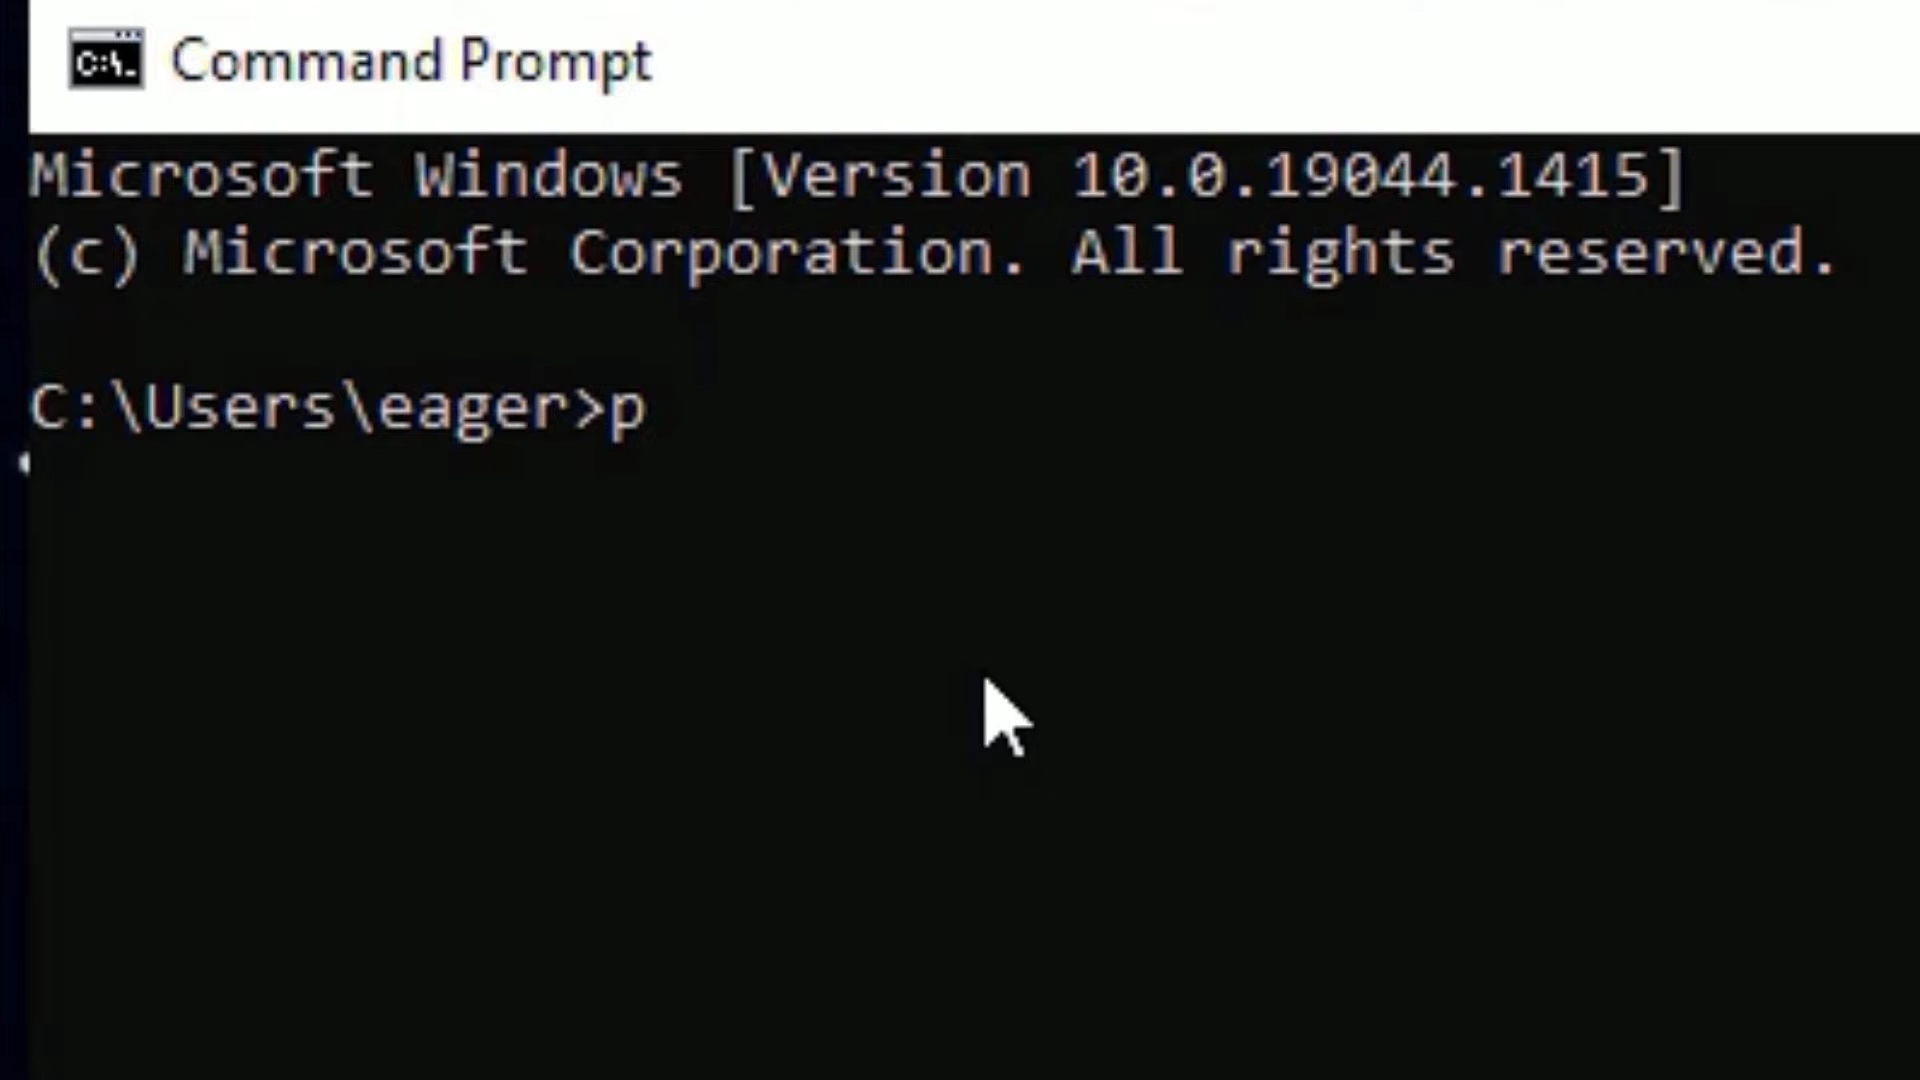 C:\.
Command Prompt
Microsoft Windows [Version 10.0.19044.1415]
(c) Microsoft Corporation. All rights reserved.
C:\Users\eager>p